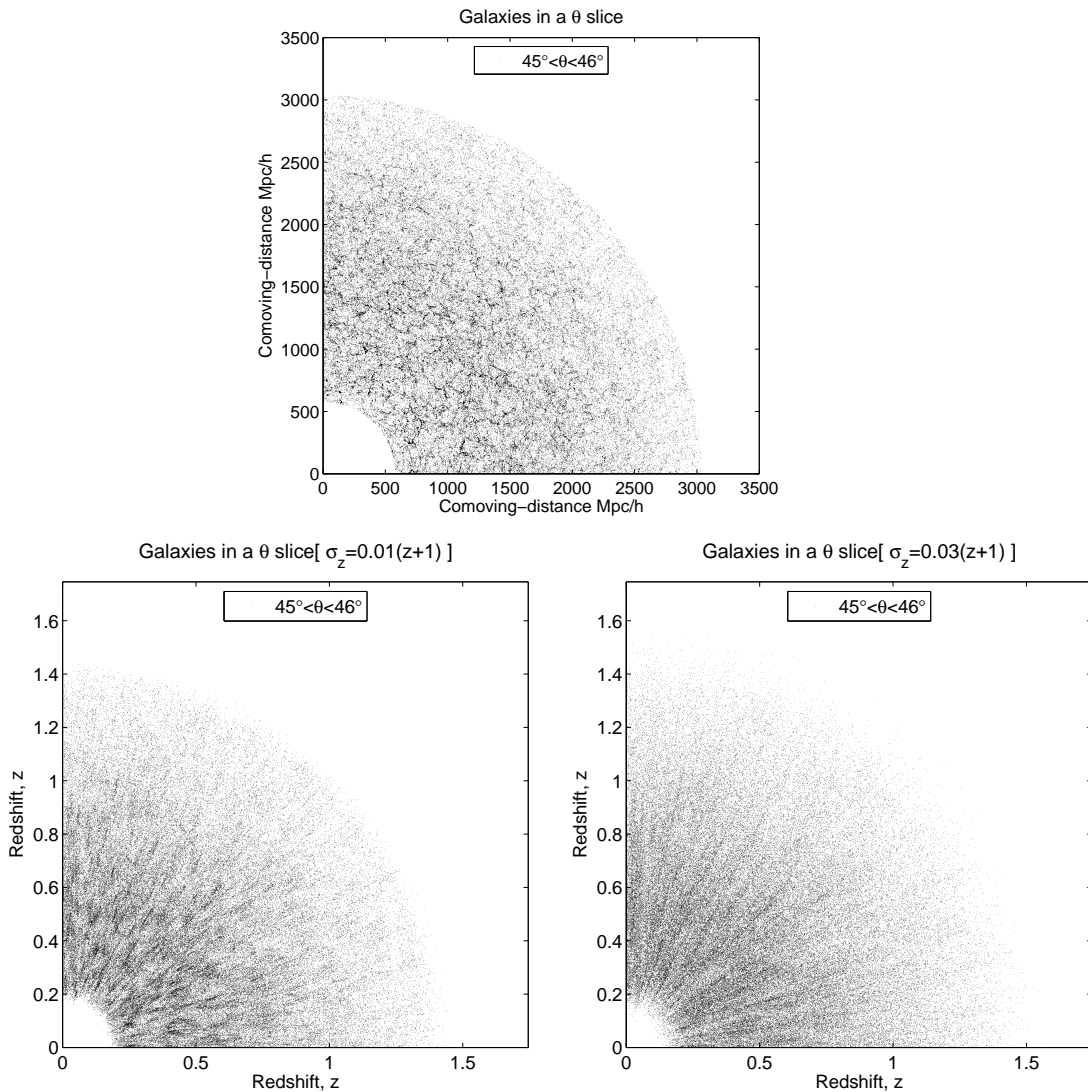 Galaxies in a θ slice
45°<θ<46°
3500
3000
2500
2000
1500
1000
500
0
Comoving−distance Mpc/h
0 500 1000 1500 2000 2500 3000 3500
Comoving−distance Mpc/h
Galaxies in a θ slice[ σz=0.01(z+1) ]
45°<θ<46°
1.6
1.4
1.2
1
0.8
0.6
0.4
0.2
0
Redshift, z
0 0.5 1 1.5
Redshift, z
Galaxies in a θ slice[ σz=0.03(z+1) ]
45°<θ<46°
1.6
1.4
1.2
1
0.8
0.6
0.4
0.2
0
Redshift, z
0 0.5 1 1.5
Redshift, z